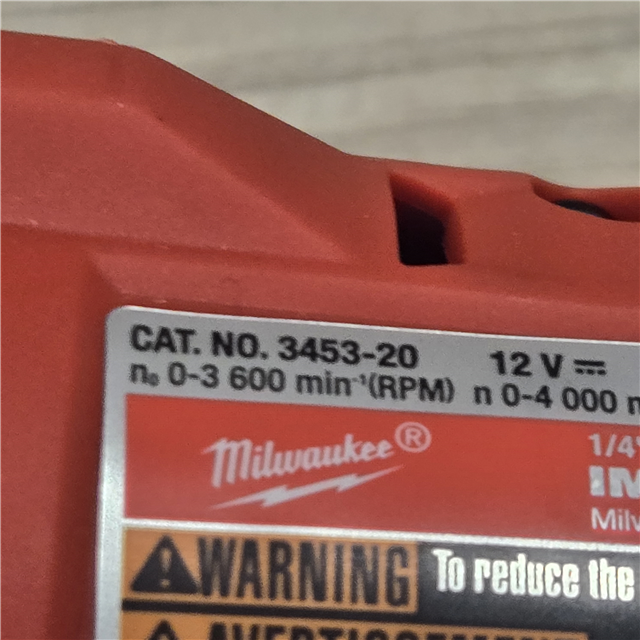 CAT. NO. 3453-20 12 V ⎓
n₀ 0-3 600 min⁻¹(RPM) n 0-4 000
Milwaukee®
1/4"
WARNING To reduce the